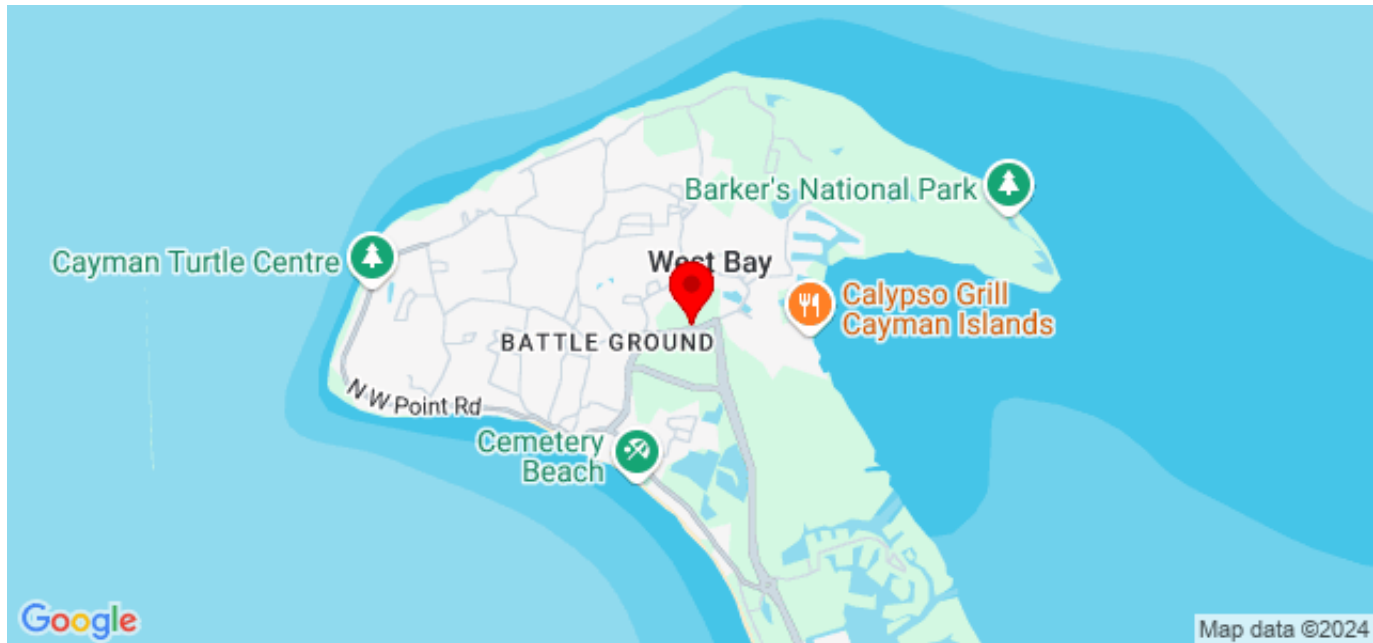 Barker's National Park
West Bay
Cayman Turtle Centre
Calypso Grill
Cayman Islands
BATTLE GROUND
N W Point Rd
Cemetery
Beach
Google
Map data ©2024